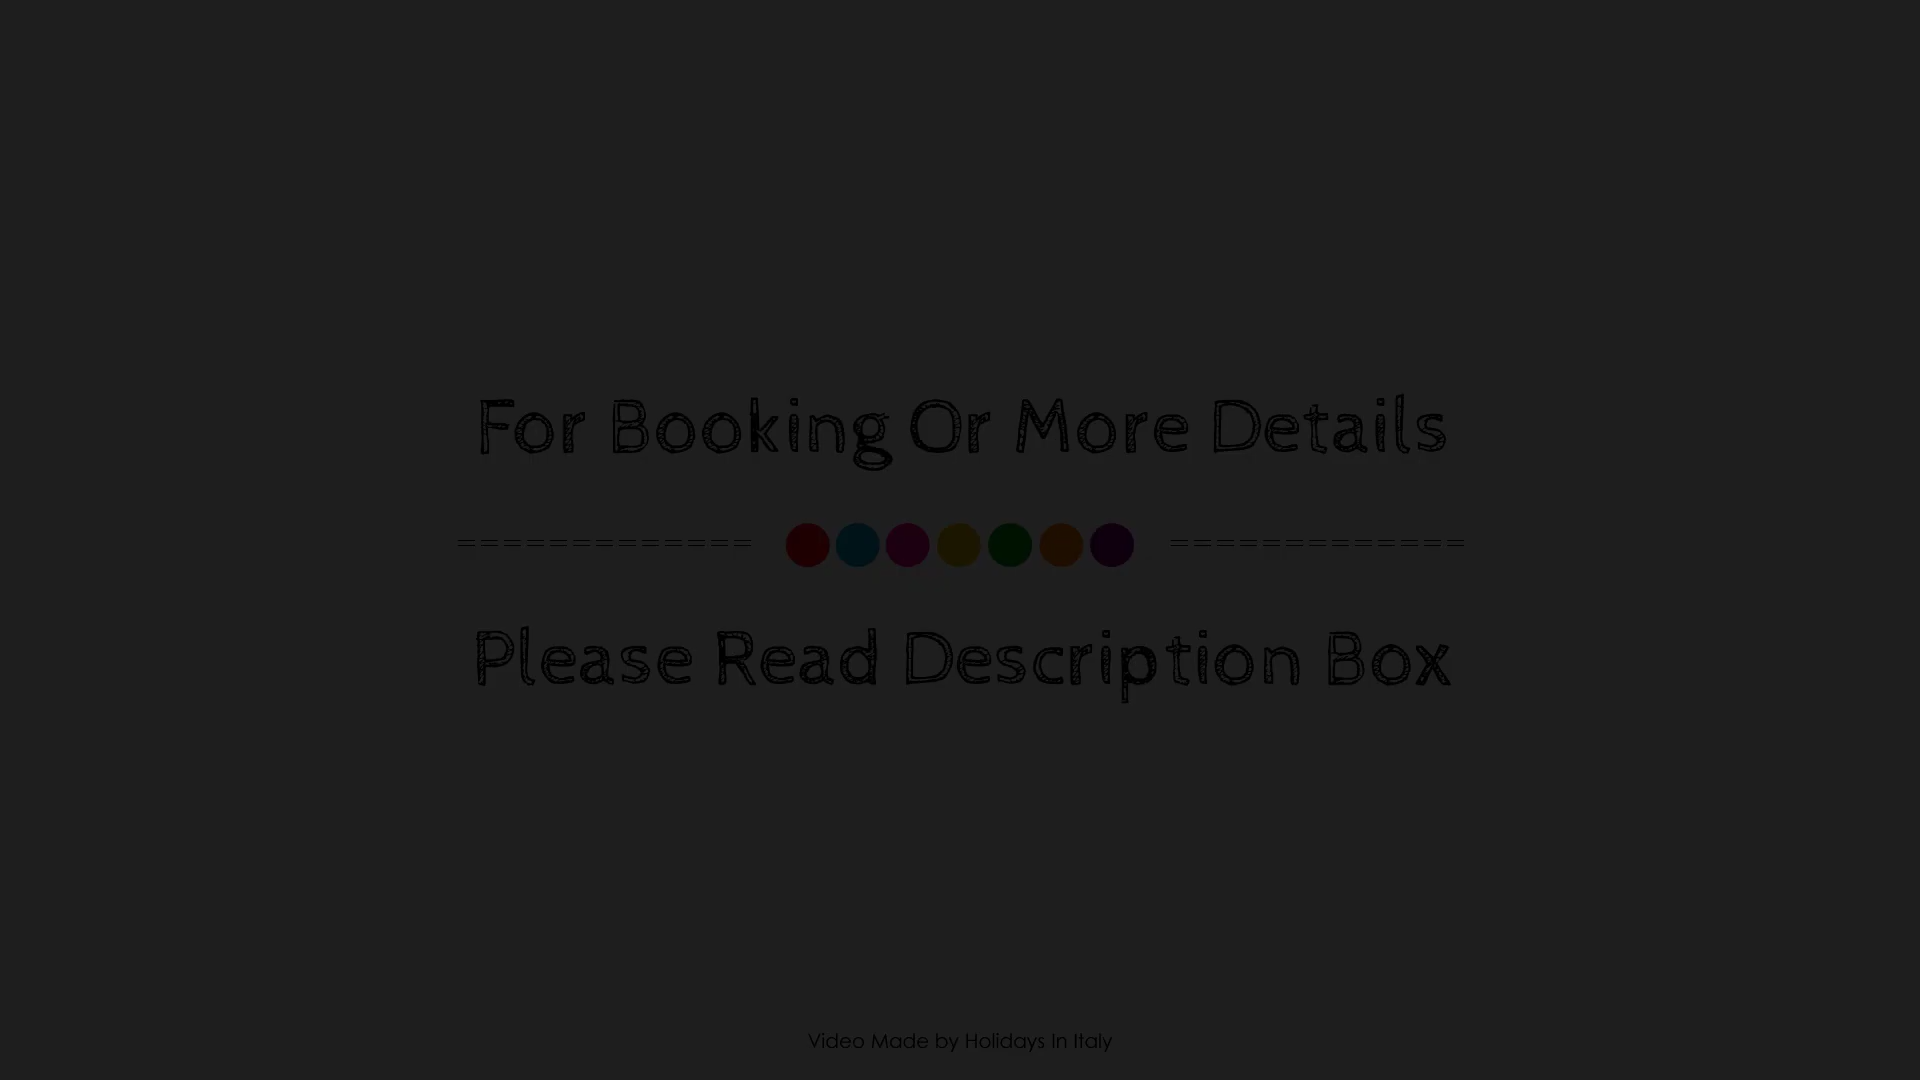 For Booking Or More Details
============= =============
Please Read Description Box
Video Made by Holidays In Italy